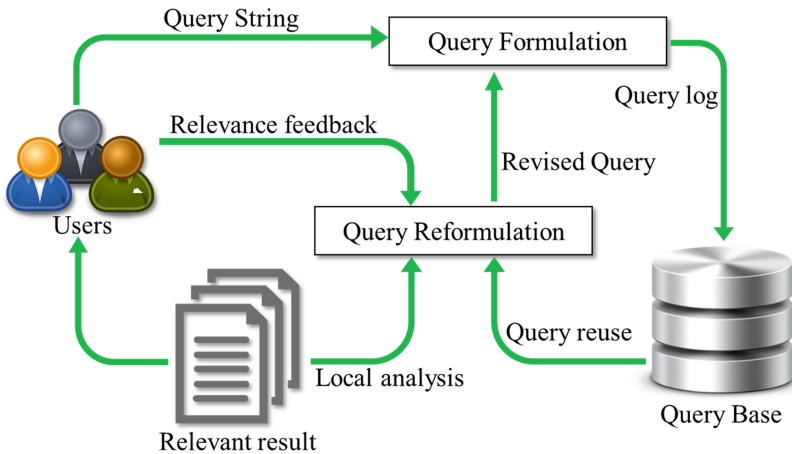 Query String
Query Formulation
Query log
Relevance feedback
Revised Query
Users
Query Reformulation
Query reuse
Local analysis
Query Base
Relevant result